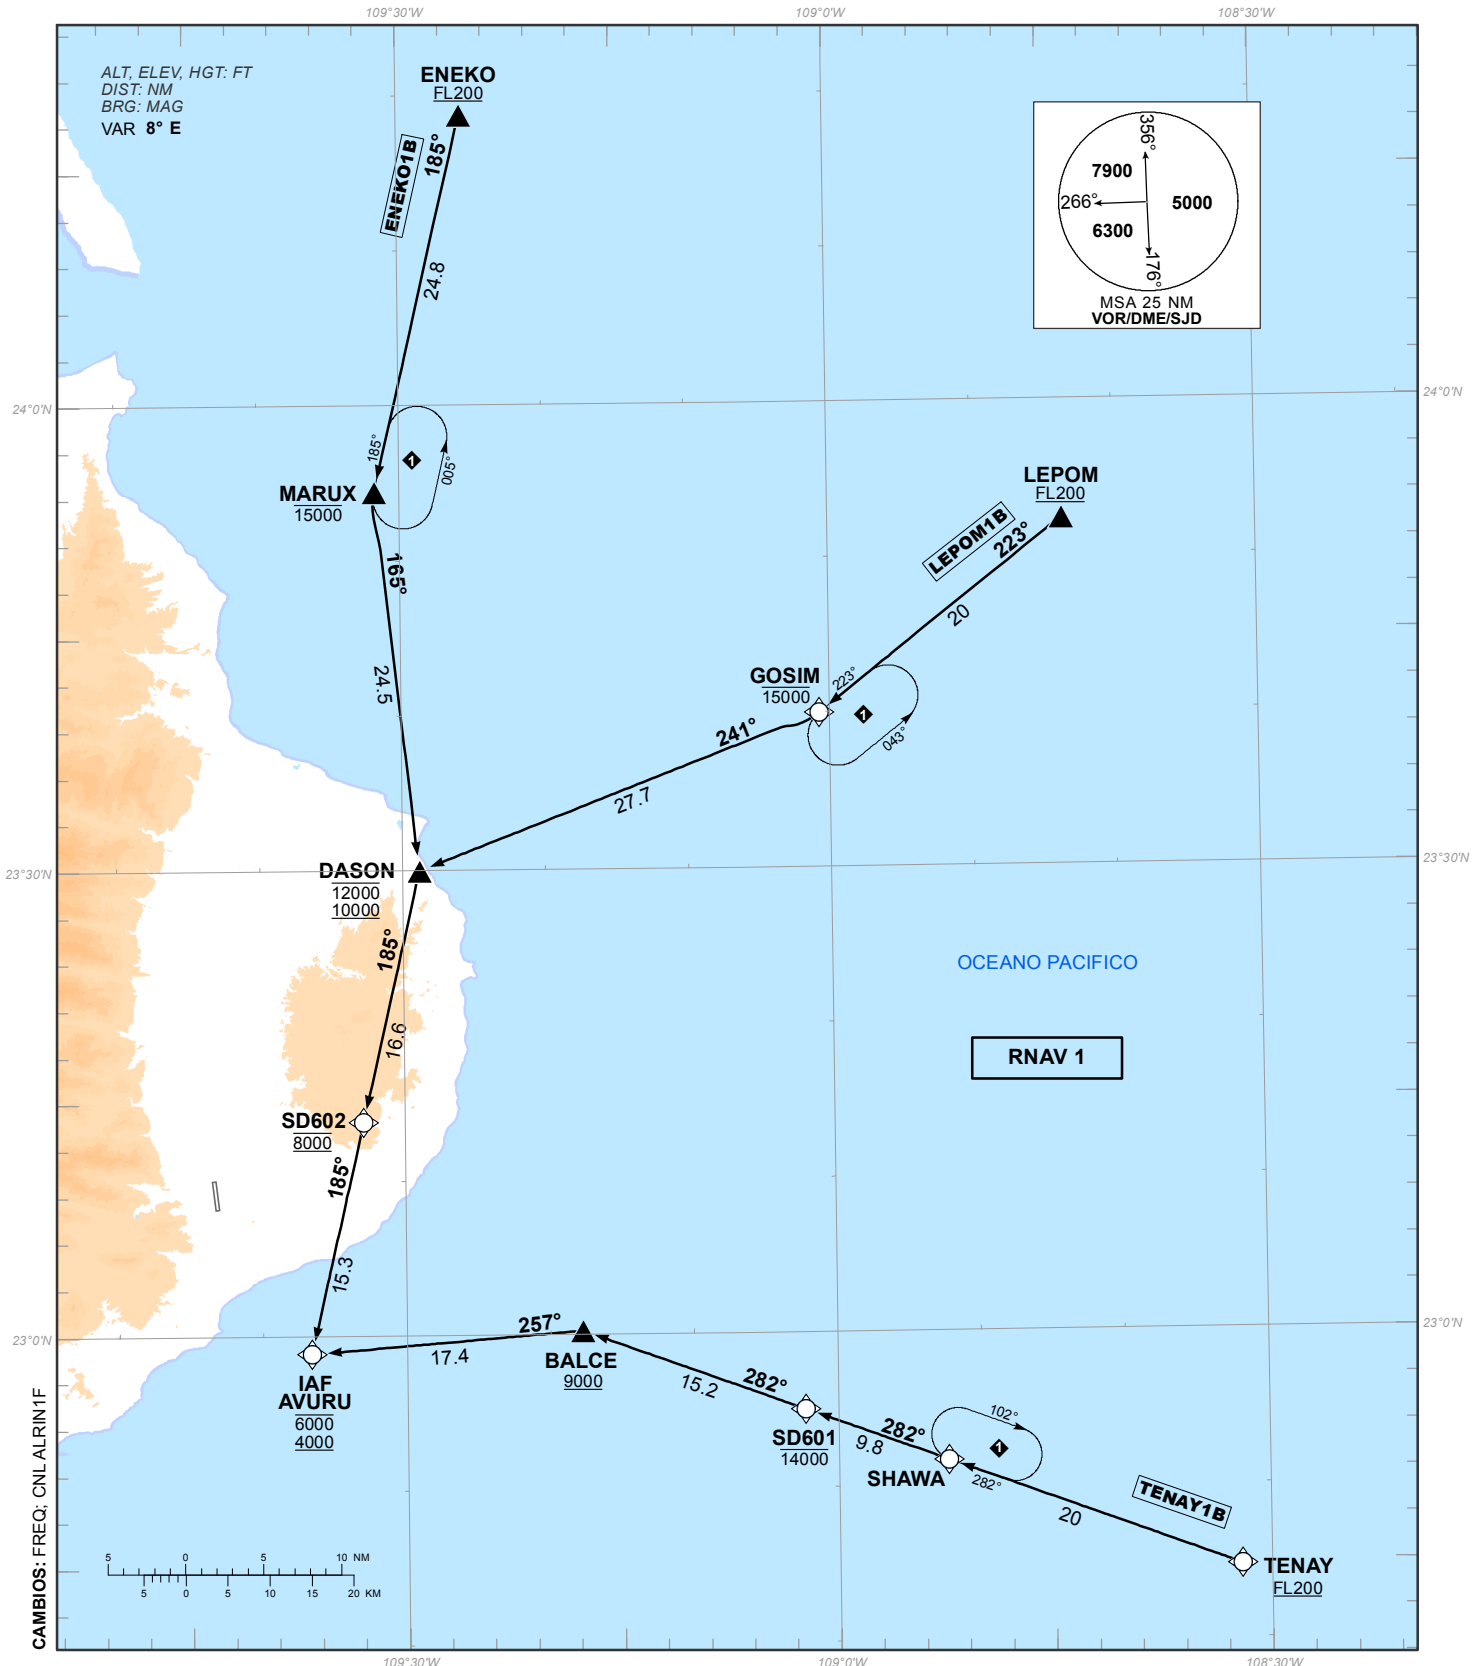 109°30'W
109°0'W
108°30'W
ALT, ELEV, HGT: FT
DIST: NM
BRG: MAG
VAR 8° E
ENEKO
FL200
185°
ENEKO1B
24.8
356°
7900
266°
5000
6300
176°
MSA 25 NM
VOR/DME/SJD
24°0'N
24°0'N
185°
1
005°
MARUX
15000
165°
24.5
LEPOM
FL200
LEPOM1B
223°
20
GOSIM
15000
223°
1
043°
241°
27.7
23°30'N
23°30'N
DASON
12000
10000
185°
16.6
OCEANO PACIFICO
RNAV 1
SD602
8000
185°
15.3
23°0'N
23°0'N
257°
17.4
BALCE
9000
IAF
AVURU
6000
4000
15.2
282°
SD601
14000
282°
9.8
SHAWA
102°
1
282°
TENAY1B
20
TENAY
FL200
5 0 5 10 NM
5 0 5 10 15 20 KM
CAMBIOS: FREQ; CNL ALRIN1F
109°30'W
109°0'W
108°30'W